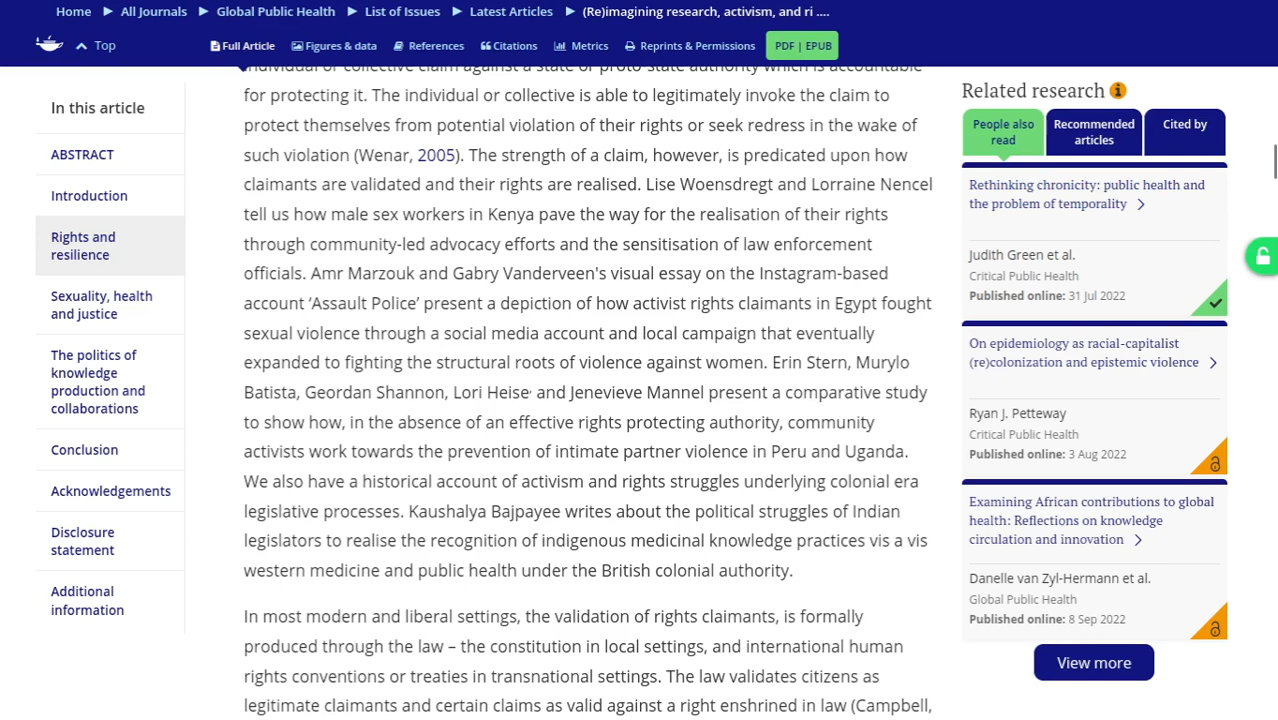 Home ▶ All Journals ▶ Global Public Health ▶ List of Issues ▶ Latest Articles ▶ (Re)imagining research, activism, and ri ....
Top
Full Article
Figures & data
References
Citations
Metrics
Reprints & Permissions
PDF | EPUB
In this article
ABSTRACT
Introduction
Rights and
resilience
Sexuality, health
and justice
The politics of
knowledge
production and
collaborations
Conclusion
Acknowledgements
Disclosure
statement
Additional
information
individual or collective claim against a state or proto-state authority which is accountable
for protecting it. The individual or collective is able to legitimately invoke the claim to
protect themselves from potential violation of their rights or seek redress in the wake of
such violation (Wenar, 2005). The strength of a claim, however, is predicated upon how
claimants are validated and their rights are realised. Lise Woensdregt and Lorraine Nencel
tell us how male sex workers in Kenya pave the way for the realisation of their rights
through community-led advocacy efforts and the sensitisation of law enforcement
officials. Amr Marzouk and Gabry Vanderveen's visual essay on the Instagram-based
account ‘Assault Police’ present a depiction of how activist rights claimants in Egypt fought
sexual violence through a social media account and local campaign that eventually
expanded to fighting the structural roots of violence against women. Erin Stern, Murylo
Batista, Geordan Shannon, Lori Heise, and Jenevieve Mannel present a comparative study
to show how, in the absence of an effective rights protecting authority, community
activists work towards the prevention of intimate partner violence in Peru and Uganda.
We also have a historical account of activism and rights struggles underlying colonial era
legislative processes. Kaushalya Bajpayee writes about the political struggles of Indian
legislators to realise the recognition of indigenous medicinal knowledge practices vis a vis
western medicine and public health under the British colonial authority.
In most modern and liberal settings, the validation of rights claimants, is formally
produced through the law – the constitution in local settings, and international human
rights conventions or treaties in transnational settings. The law validates citizens as
legitimate claimants and certain claims as valid against a right enshrined in law (Campbell,
Related research
People also
read
Recommended
articles
Cited by
Rethinking chronicity: public health and
the problem of temporality
Judith Green et al.
Critical Public Health
Published online: 31 Jul 2022
On epidemiology as racial-capitalist
(re)colonization and epistemic violence
Ryan J. Petteway
Critical Public Health
Published online: 3 Aug 2022
Examining African contributions to global
health: Reflections on knowledge
circulation and innovation
Danelle van Zyl-Hermann et al.
Global Public Health
Published online: 8 Sep 2022
View more